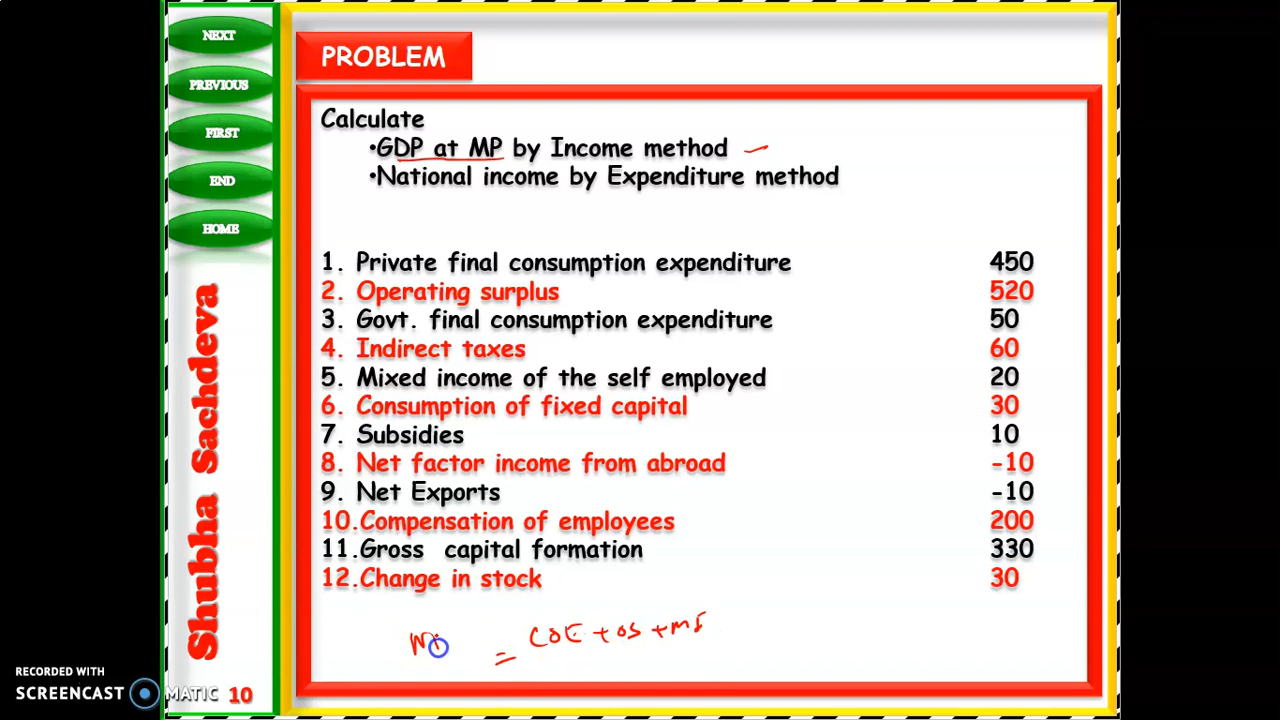 NEXT
PREVIOUS
FIRST
END
HOME
Shubha Sachdeva
PROBLEM
Calculate
•GDP at MP by Income method
•National income by Expenditure method
1. Private final consumption expenditure 450
2. Operating surplus 520
3. Govt. final consumption expenditure 50
4. Indirect taxes 60
5. Mixed income of the self employed 20
6. Consumption of fixed capital 30
7. Subsidies 10
8. Net factor income from abroad -10
9. Net Exports -10
10.Compensation of employees 200
11.Gross capital formation 330
12.Change in stock 30
= COE + OS + MI
RECORDED WITH
SCREENCAST MATIC 10